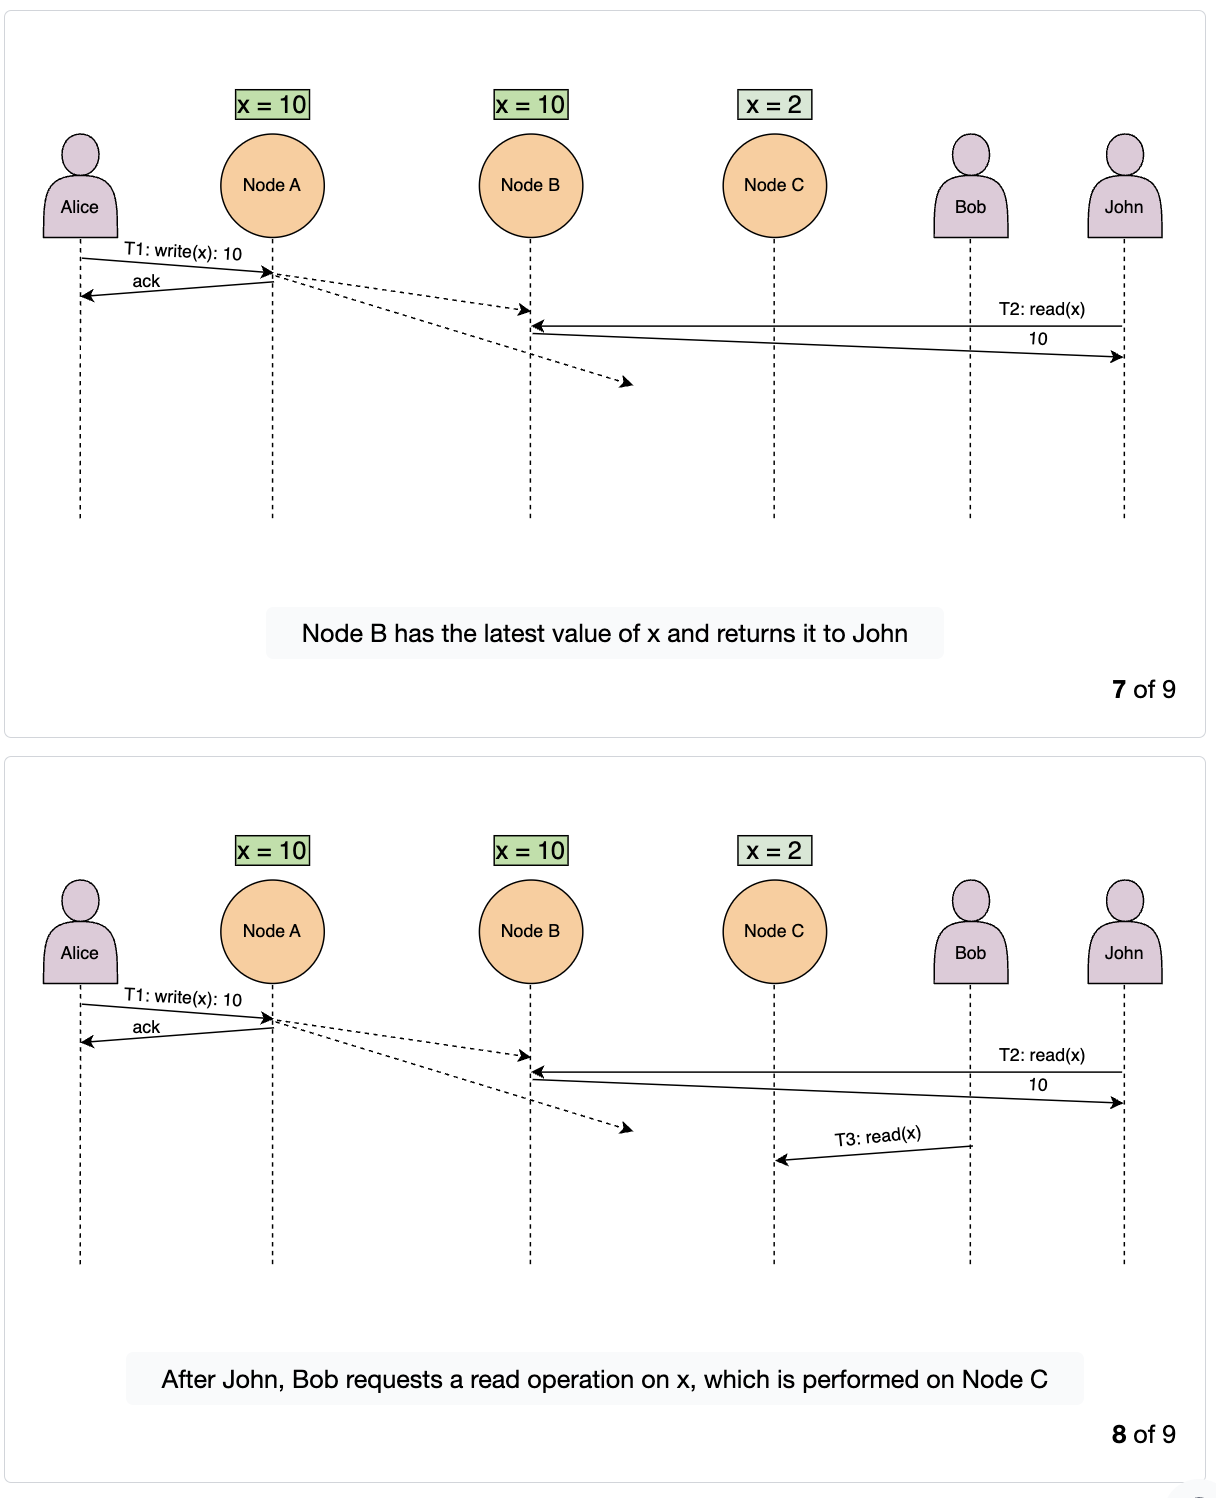 x = 10
x = 10
x = 2
Alice
Node A
Node B
Node C
Bob
John
T1: write(x): 10
ack
T2: read(x)
10
Node B has the latest value of x and returns it to John
7 of 9
x = 10
x = 10
x = 2
Alice
Node A
Node B
Node C
Bob
John
T1: write(x): 10
ack
T2: read(x)
10
T3: read(x)
After John, Bob requests a read operation on x, which is performed on Node C
8 of 9